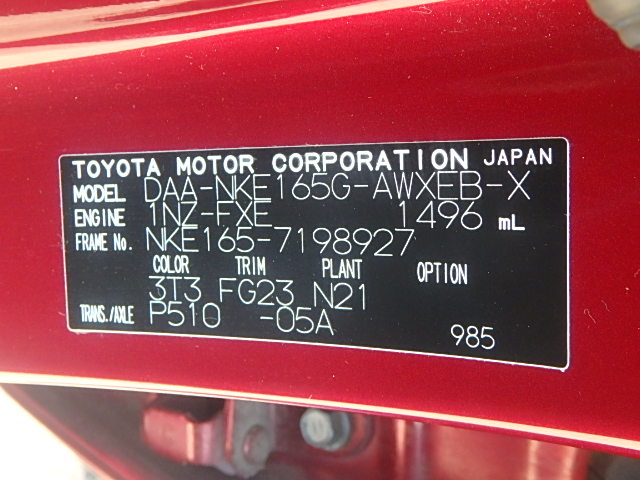 TOYOTA MOTOR CORPORATION JAPAN
MODEL DAA-NKE165G-AWXEB-X
ENGINE 1NZ-FXE 1496 mL
FRAME No. NKE165-7198927
COLOR TRIM PLANT OPTION
3T3 FG23 N21
TRANS./AXLE P510 -05A
985